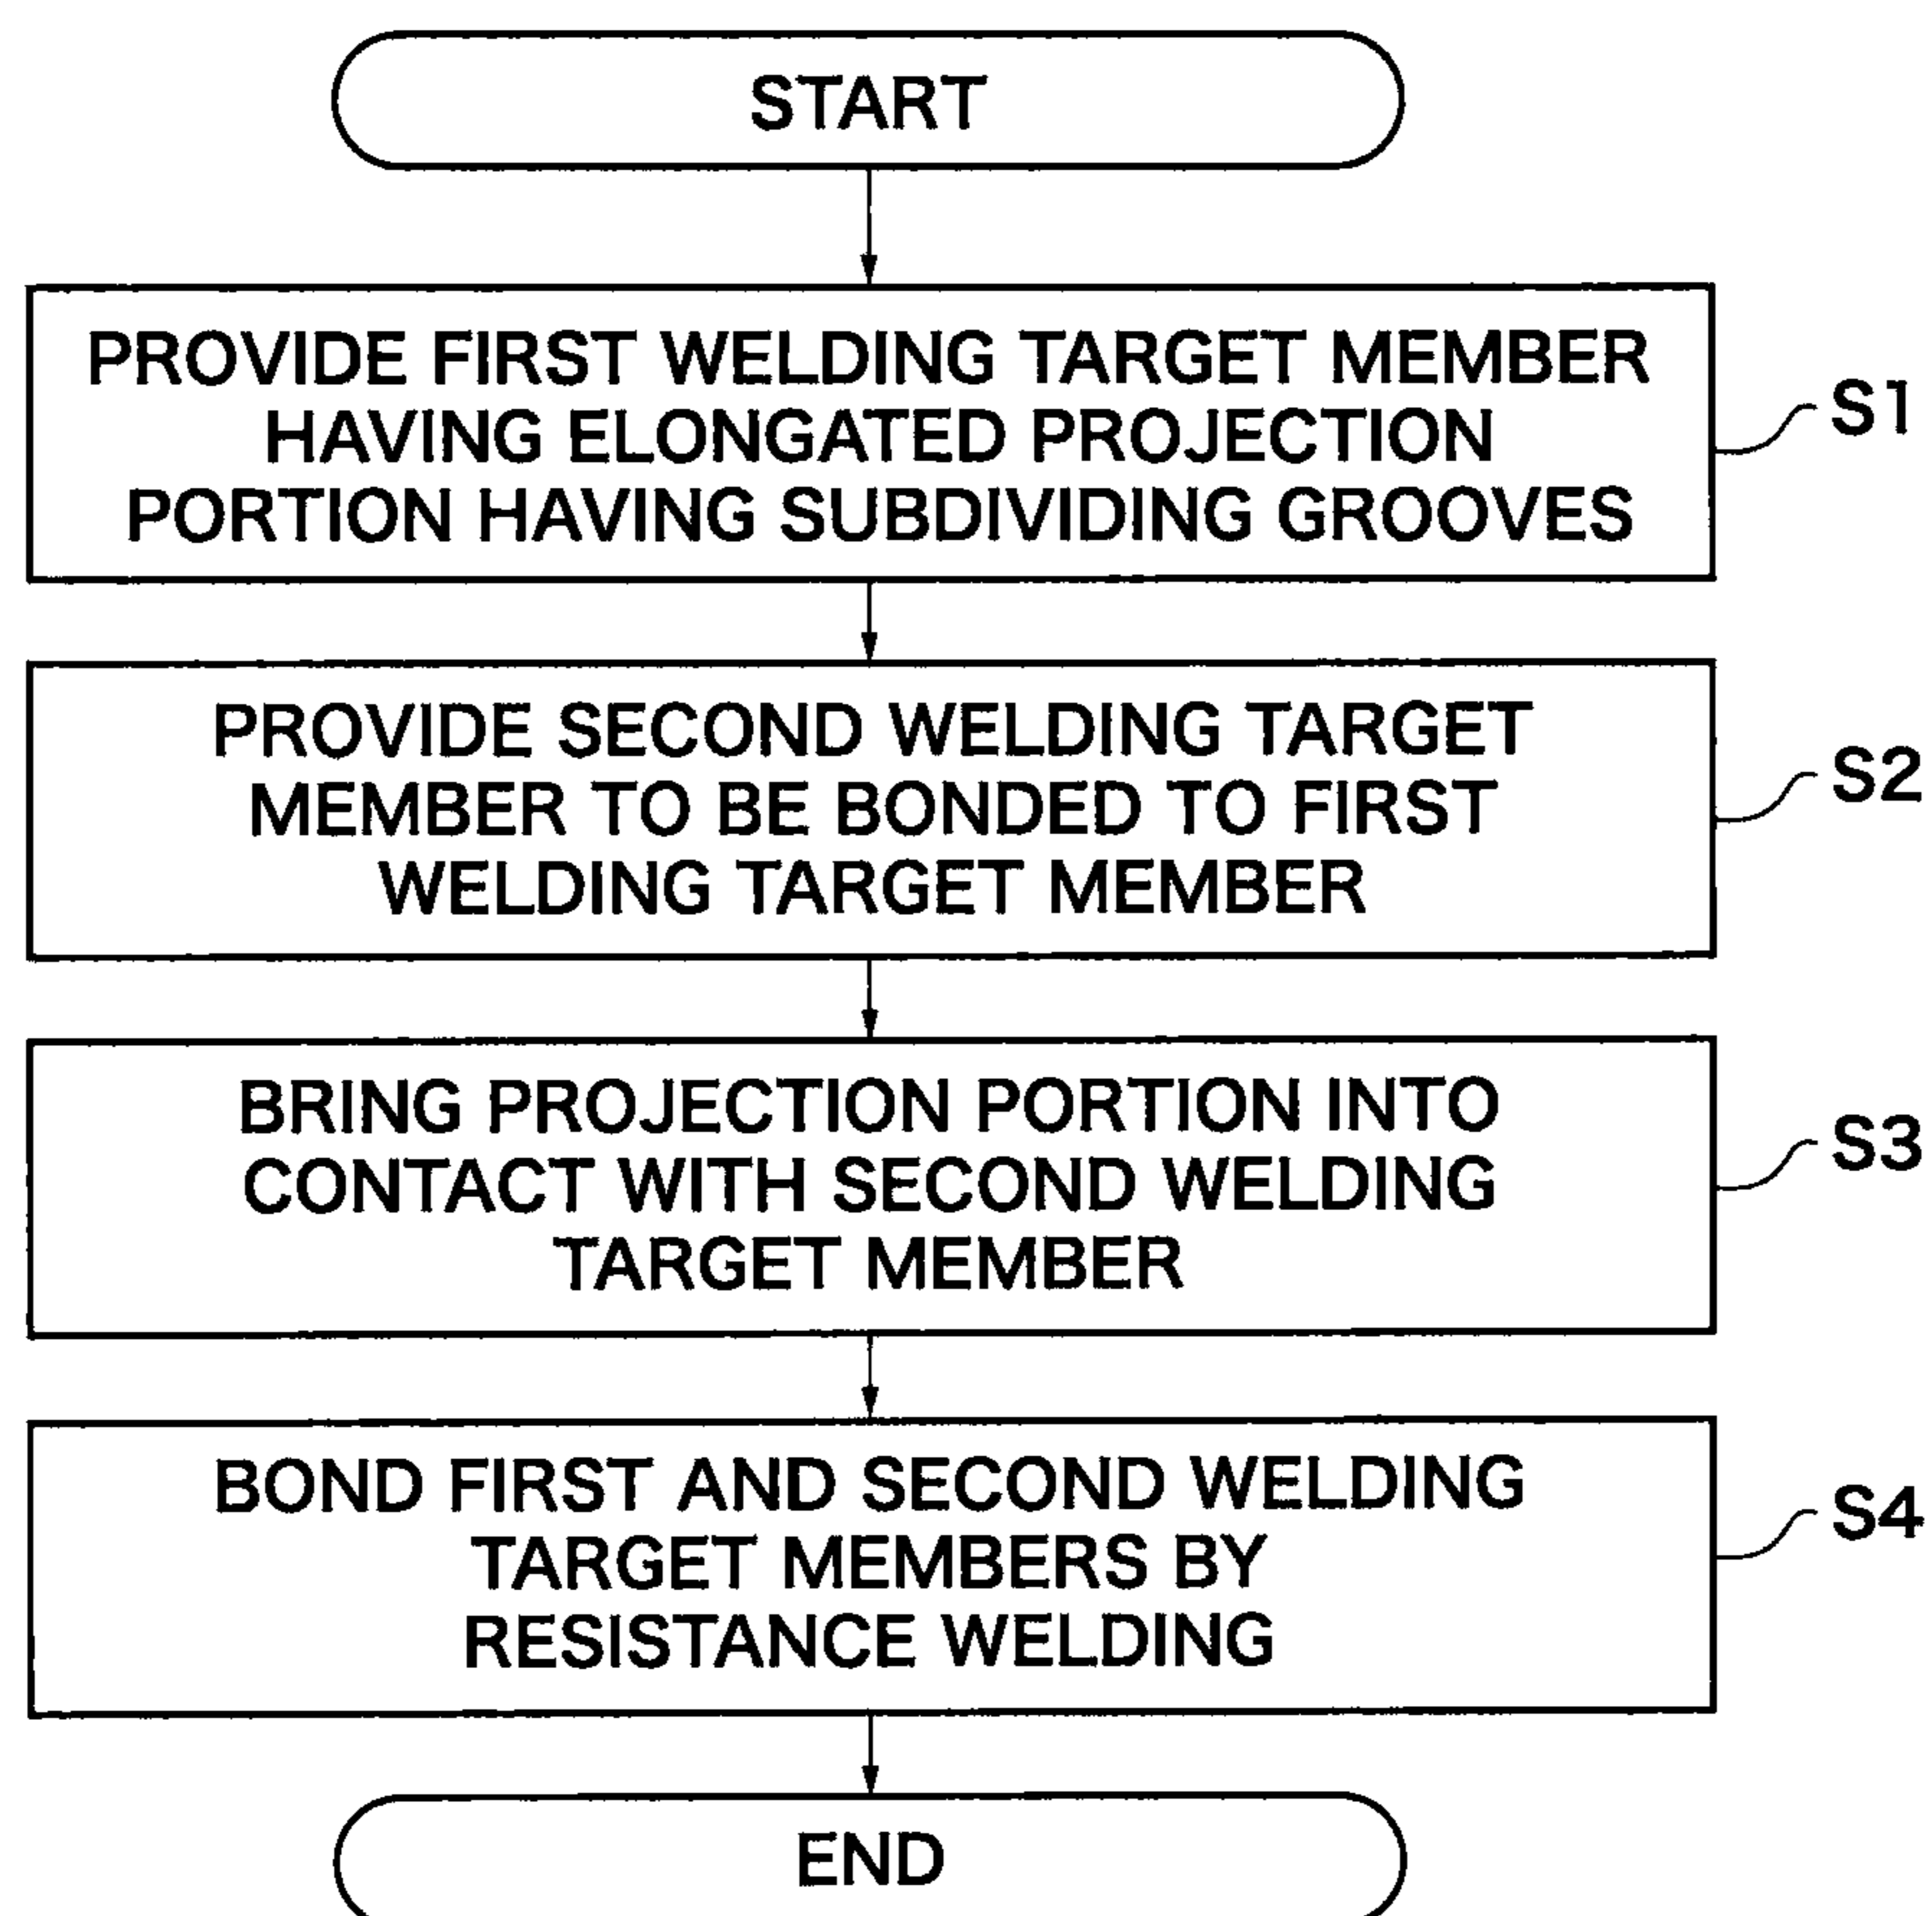 START
PROVIDE FIRST WELDING TARGET MEMBER
HAVING ELONGATED PROJECTION
PORTION HAVING SUBDIVIDING GROOVES
S1
PROVIDE SECOND WELDING TARGET
MEMBER TO BE BONDED TO FIRST
WELDING TARGET MEMBER
S2
BRING PROJECTION PORTION INTO
CONTACT WITH SECOND WELDING
TARGET MEMBER
S3
BOND FIRST AND SECOND WELDING
TARGET MEMBERS BY
RESISTANCE WELDING
S4
END